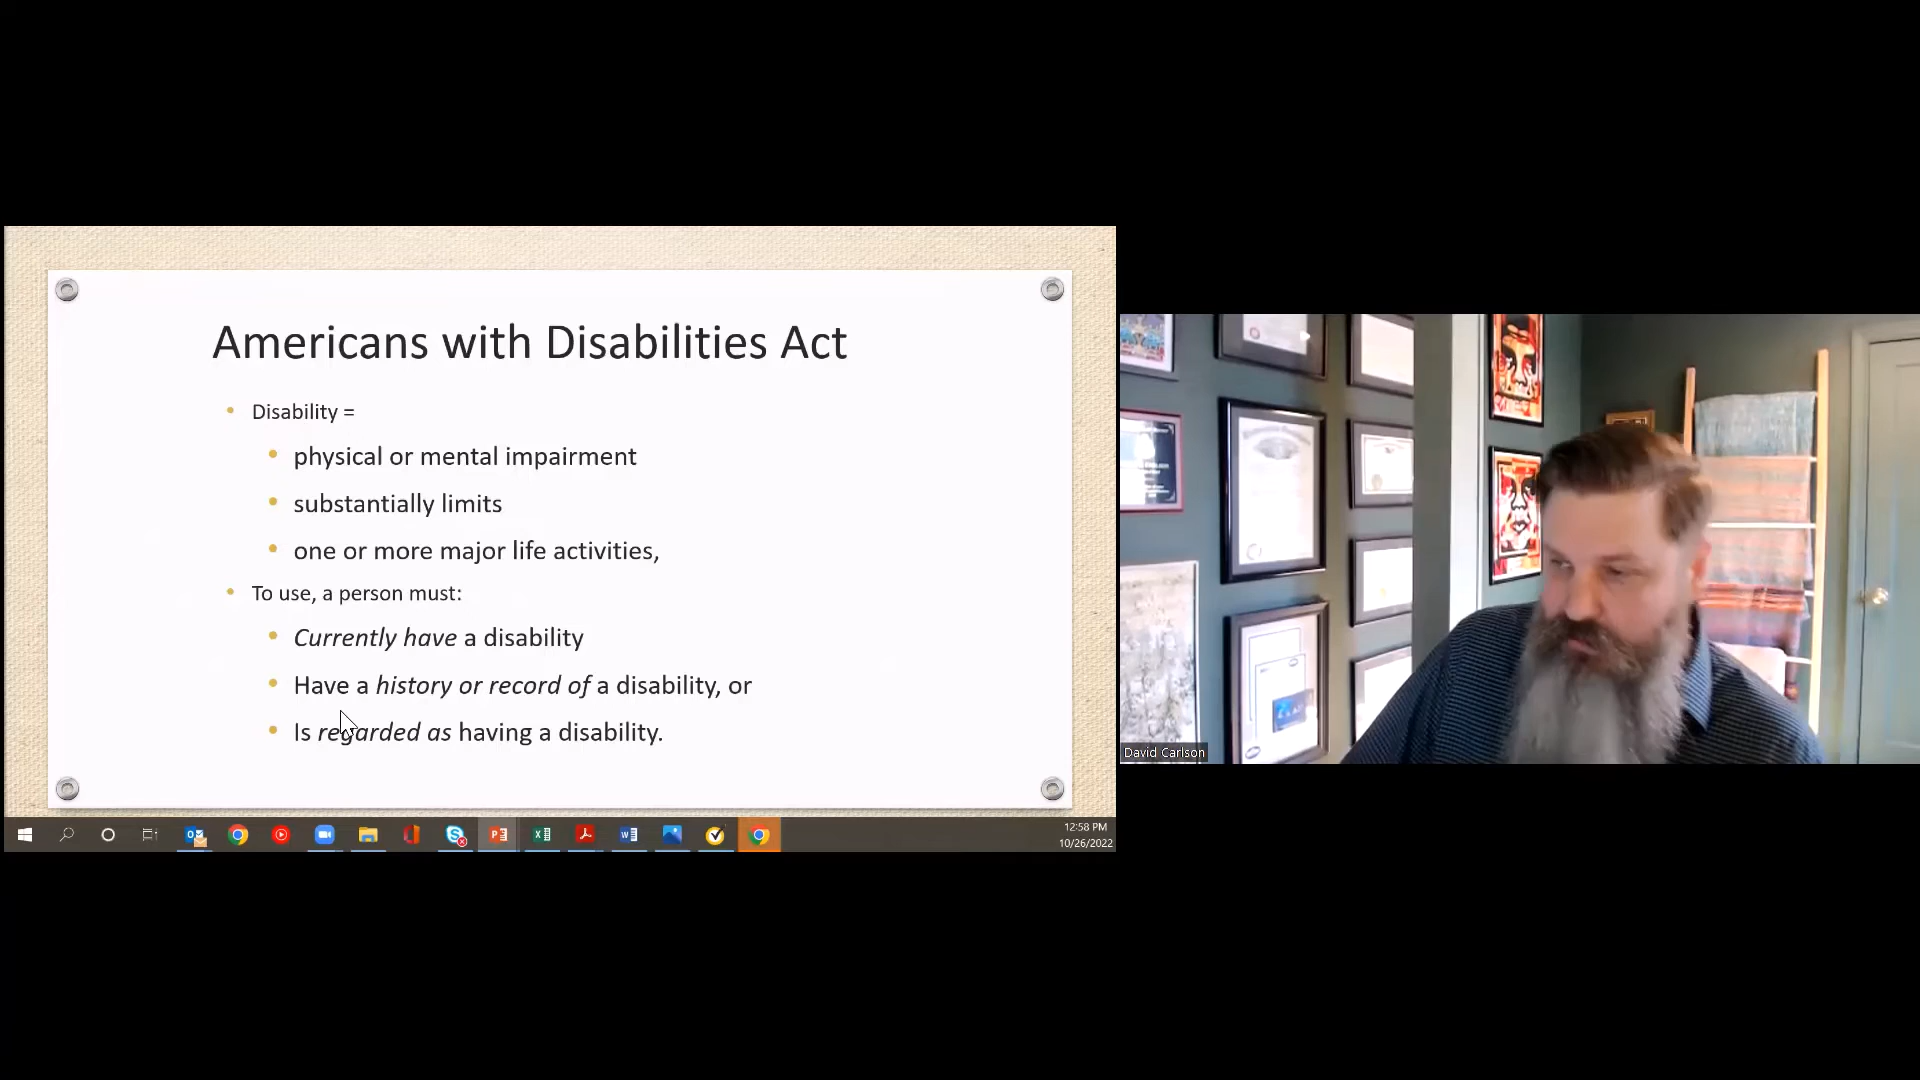 Americans with Disabilities Act
Disability =
physical or mental impairment
substantially limits
one or more major life activities,
To use, a person must:
Currently have a disability
Have a history or record of a disability, or
Is regarded as having a disability.
12:58 PM
10/26/2022
David Carlson